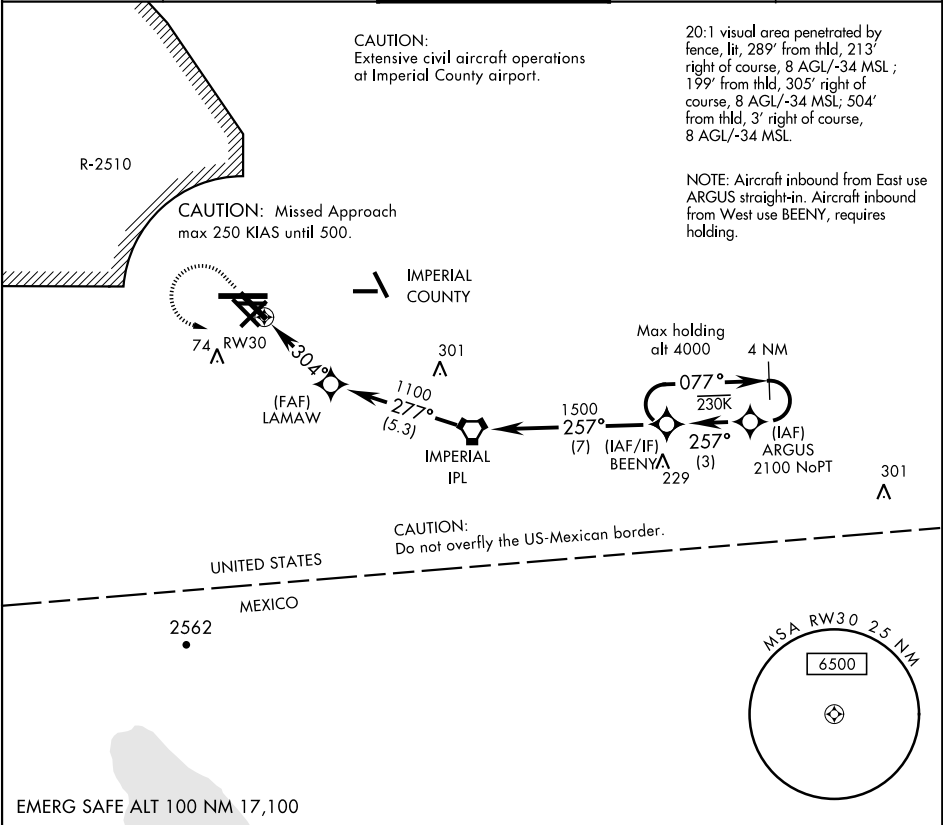 CAUTION:
Extensive civil aircraft operations
at Imperial County airport.
20:1 visual area penetrated by
fence, lit, 289' from thld, 213'
right of course, 8 AGL/-34 MSL ;
199' from thld, 305' right of
course, 8 AGL/-34 MSL; 504'
from thld, 3' right of course,
8 AGL/-34 MSL.
R-2510
NOTE: Aircraft inbound from East use
ARGUS straight-in. Aircraft inbound
from West use BEENY, requires
holding.
CAUTION: Missed Approach
max 250 KIAS until 500.
IMPERIAL
COUNTY
74
RW30
304°
(FAF)
LAMAW
301
1100
277°
(5.3)
IMPERIAL
IPL
1500
257°
(7)
Max holding
alt 4000
4 NM
077°
230K
(IAF/IF)
BEENY
229
257°
(3)
(IAF)
ARGUS
2100 NoPT
301
CAUTION:
Do not overfly the US-Mexican border.
UNITED STATES
MEXICO
2562
MSA RW30 25 NM
6500
EMERG SAFE ALT 100 NM 17,100